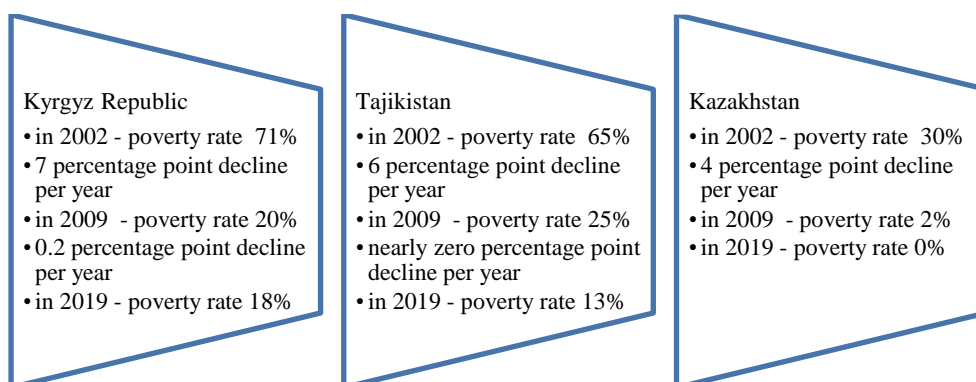 Kyrgyz Republic
• in 2002 - poverty rate 71%
• 7 percentage point decline
per year
• in 2009 - poverty rate 20%
• 0.2 percentage point decline
per year
• in 2019 - poverty rate 18%
Tajikistan
• in 2002 - poverty rate 65%
• 6 percentage point decline
per year
• in 2009 - poverty rate 25%
• nearly zero percentage point
decline per year
• in 2019 - poverty rate 13%
Kazakhstan
• in 2002 - poverty rate 30%
• 4 percentage point decline
per year
• in 2009 - poverty rate 2%
• in 2019 - poverty rate 0%